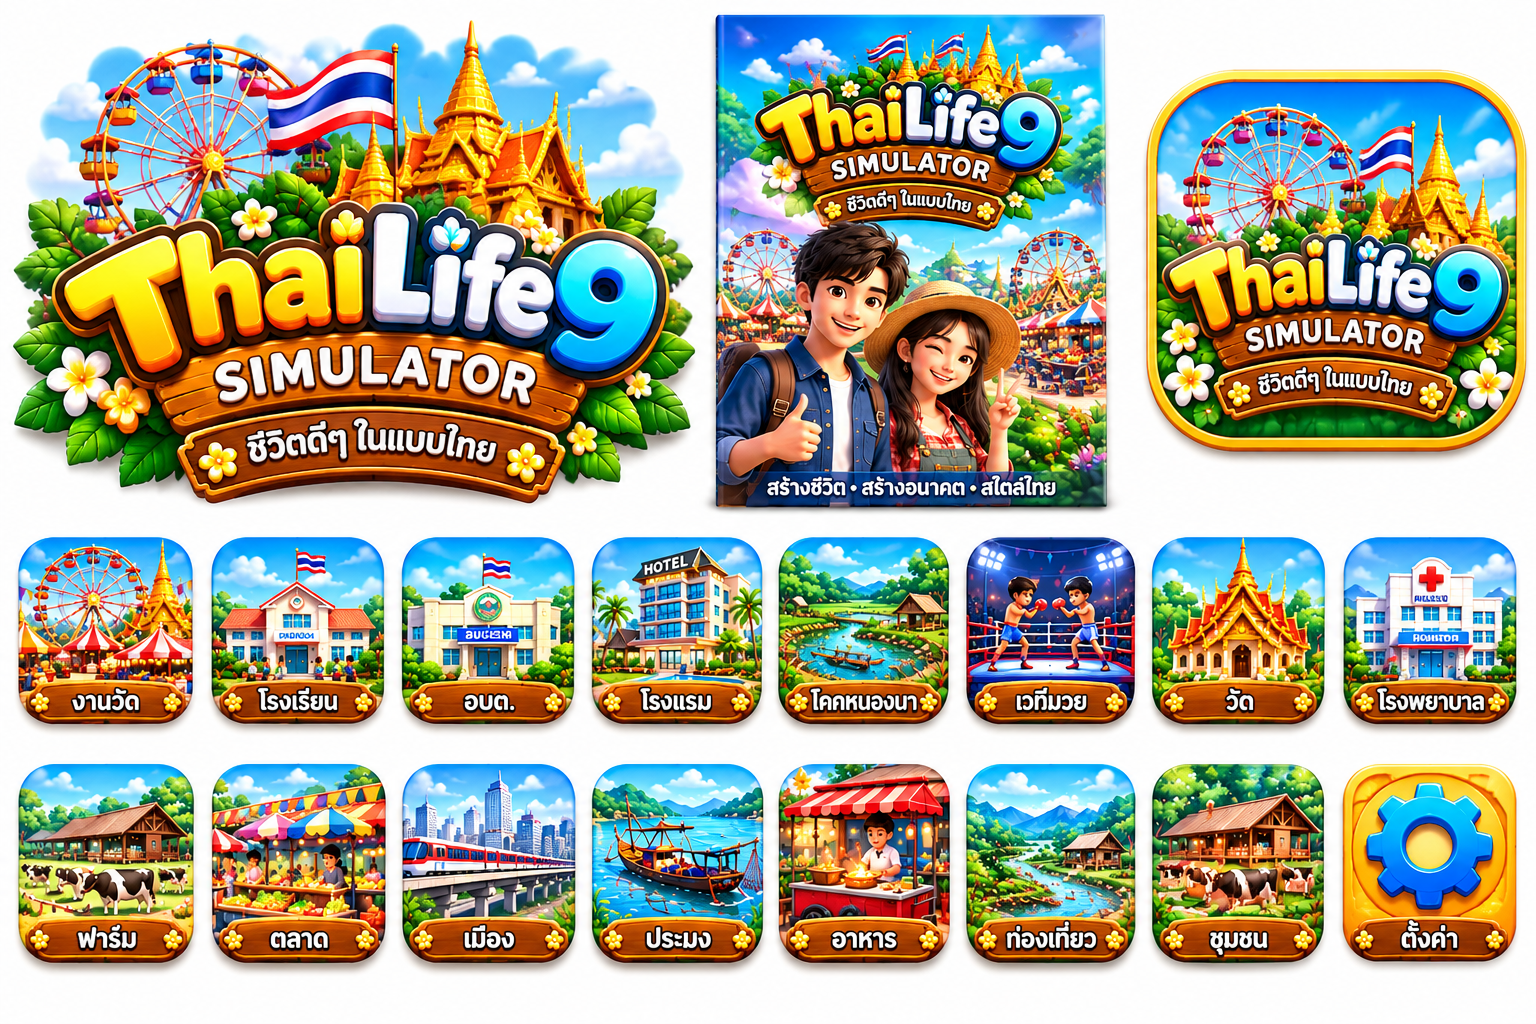 ThaiLife9
SIMULATOR
ชีวิตดีๆ ในแบบไทย
ThaiLife9
SIMULATOR
ชีวิตดีๆ ในแบบไทย
สร้างชีวิต • สร้างอนาคต • สไตล์ไทย
ThaiLife9
SIMULATOR
ชีวิตดีๆ ในแบบไทย
งานวัด
โรงเรียน
อบต.
HOTEL
โรงแรม
โคกหนองนา
เวทีมวย
วัด
โรงพยาบาล
ฟาร์ม
ตลาด
เมือง
ประมง
อาหาร
ท่องเที่ยว
ชุมชน
ตั้งค่า